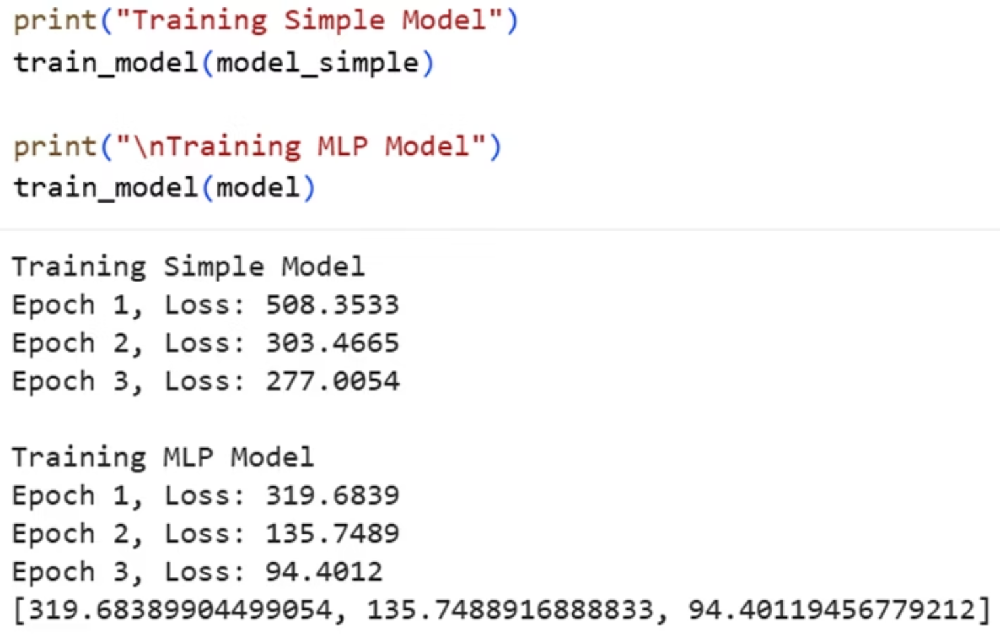 print("Training Simple Model")
train_model(model_simple)
print("\nTraining MLP Model")
train_model(model)
Training Simple Model
Epoch 1, Loss: 508.3533
Epoch 2, Loss: 303.4665
Epoch 3, Loss: 277.0054
Training MLP Model
Epoch 1, Loss: 319.6839
Epoch 2, Loss: 135.7489
Epoch 3, Loss: 94.4012
[319.68389904499054, 135.7488916888833, 94.40119456779212]